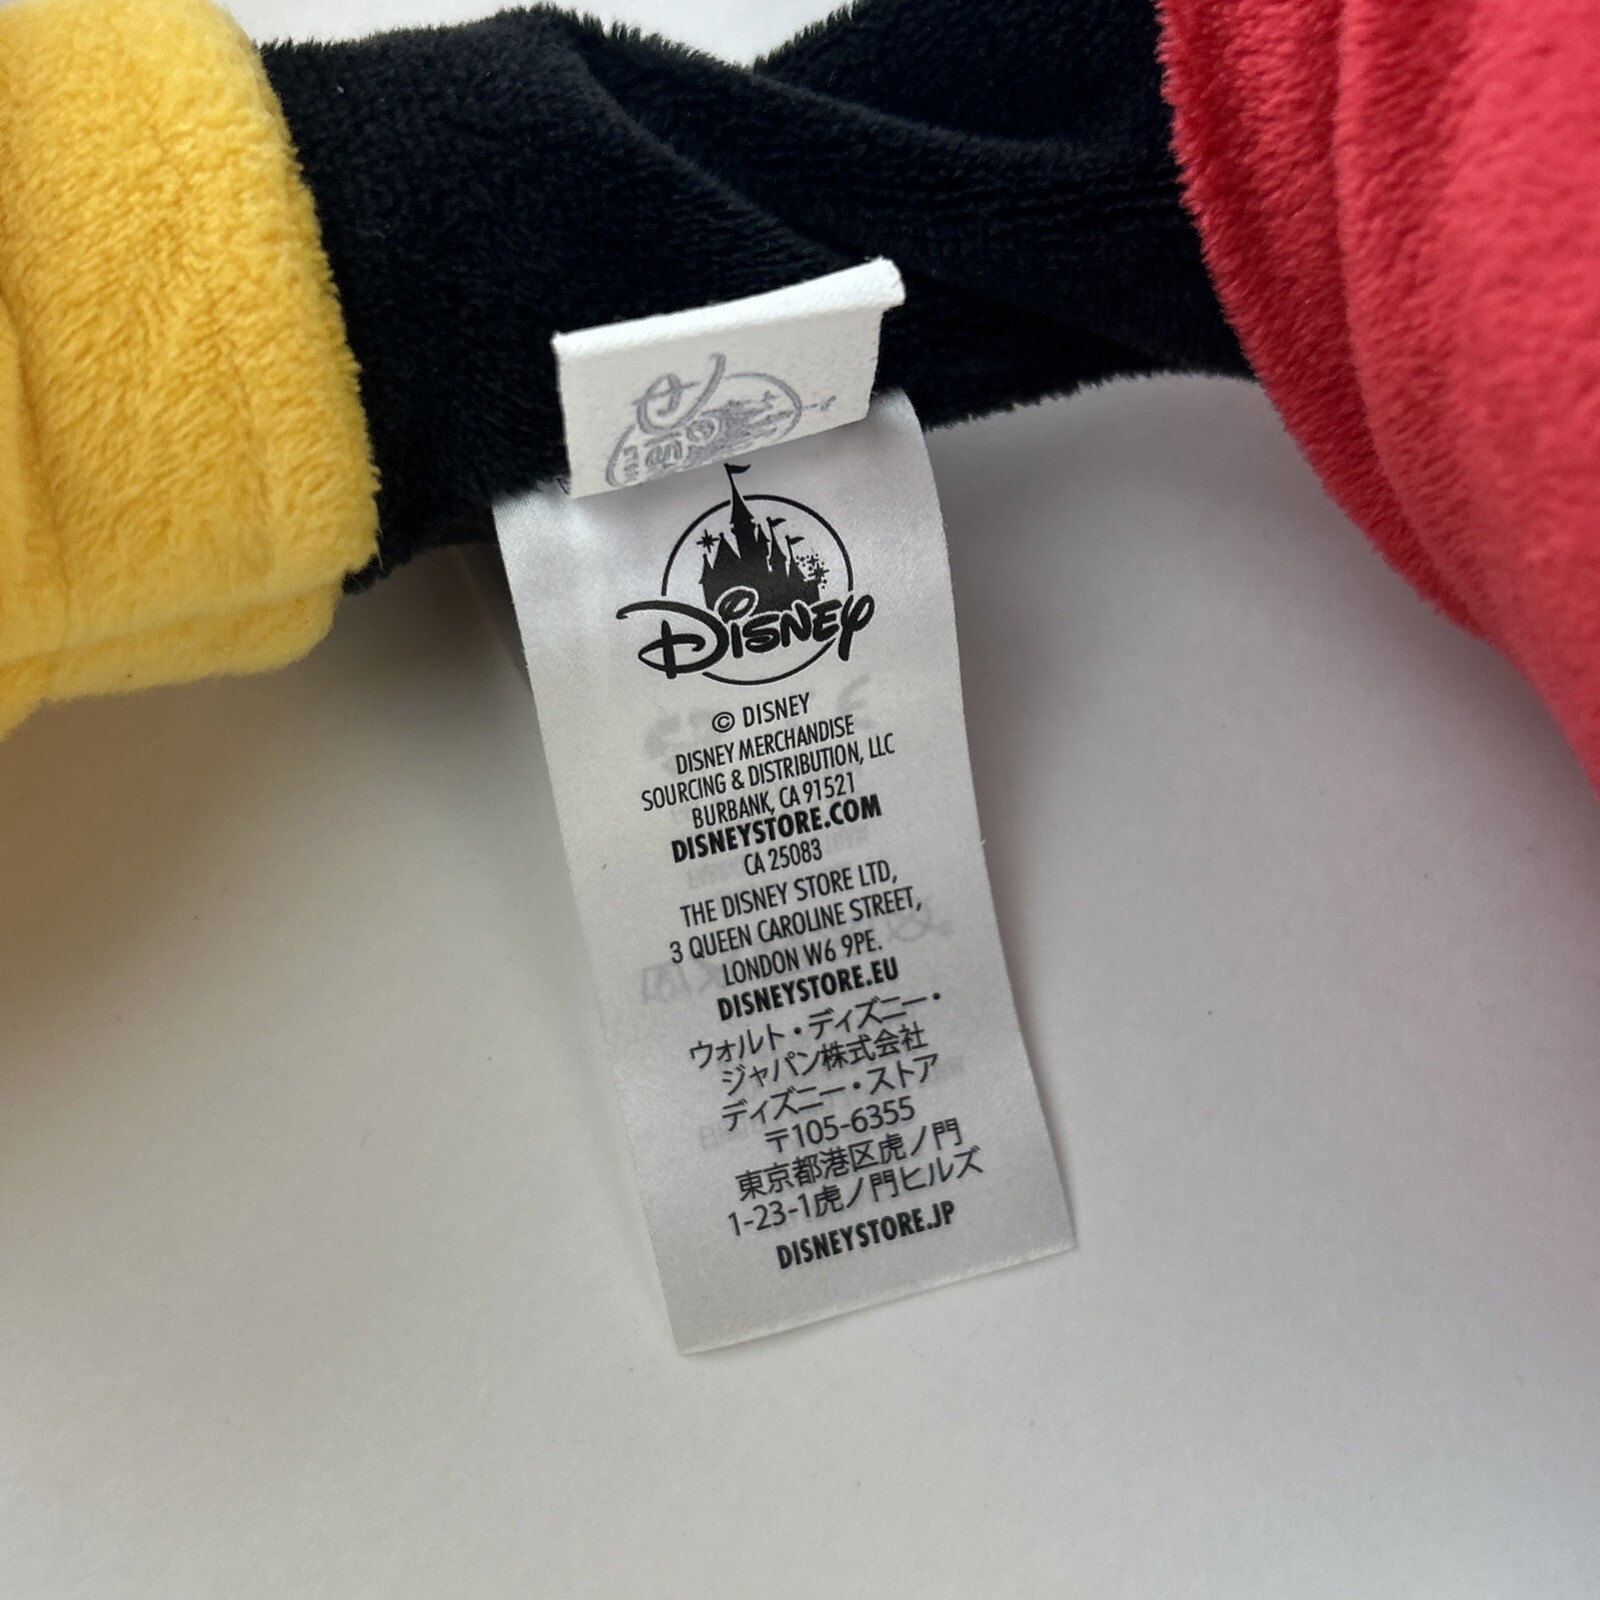 Disney
© DISNEY
DISNEY MERCHANDISE
SOURCING & DISTRIBUTION, LLC
BURBANK, CA 91521
DISNEYSTORE.COM
CA 25083
THE DISNEY STORE LTD,
3 QUEEN CAROLINE STREET,
LONDON W6 9PE.
DISNEYSTORE.EU
ウォルト・ディズニー・
ジャパン株式会社
ディズニー・ストア
〒105-6355
東京都港区虎ノ門
1-23-1虎ノ門ヒルズ
DISNEYSTORE.JP